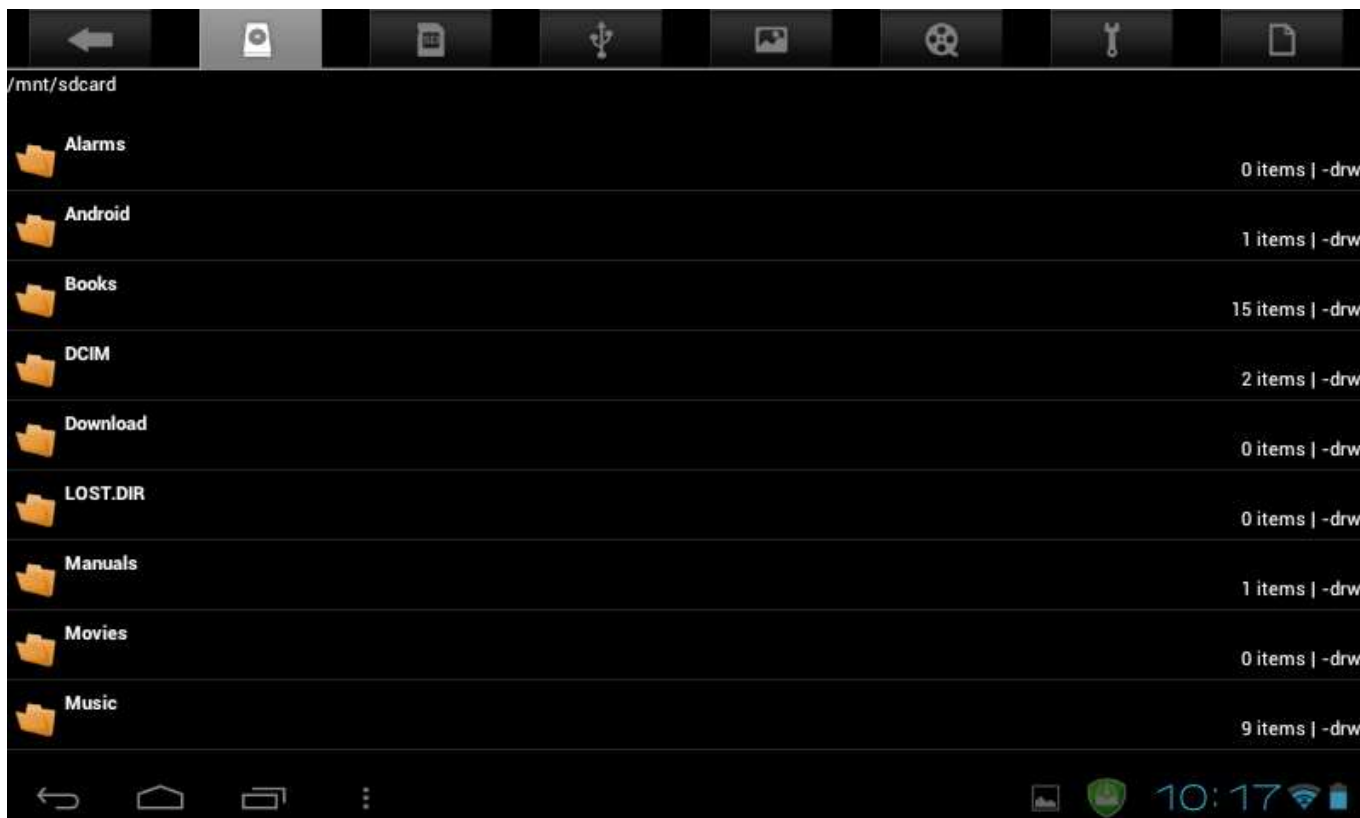 /mnt/sdcard
Alarms
0 items | -drw
Android
1 items | -drw
Books
15 items | -drw
DCIM
2 items | -drw
Download
0 items | -drw
LOST.DIR
0 items | -drw
Manuals
1 items | -drw
Movies
0 items | -drw
Music
9 items | -drw
10:17